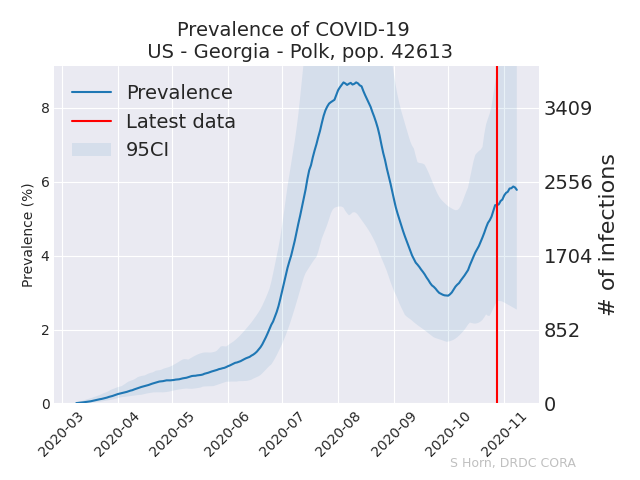 Prevalence of COVID-19
US - Georgia - Polk, pop. 42613
Prevalence
Latest data
95CI
Prevalence (%)
8
6
4
2
0
3409
2556
1704
852
0
# of infections
2020-03
2020-04
2020-05
2020-06
2020-07
2020-08
2020-09
2020-10
2020-11
S Horn, DRDC CORA